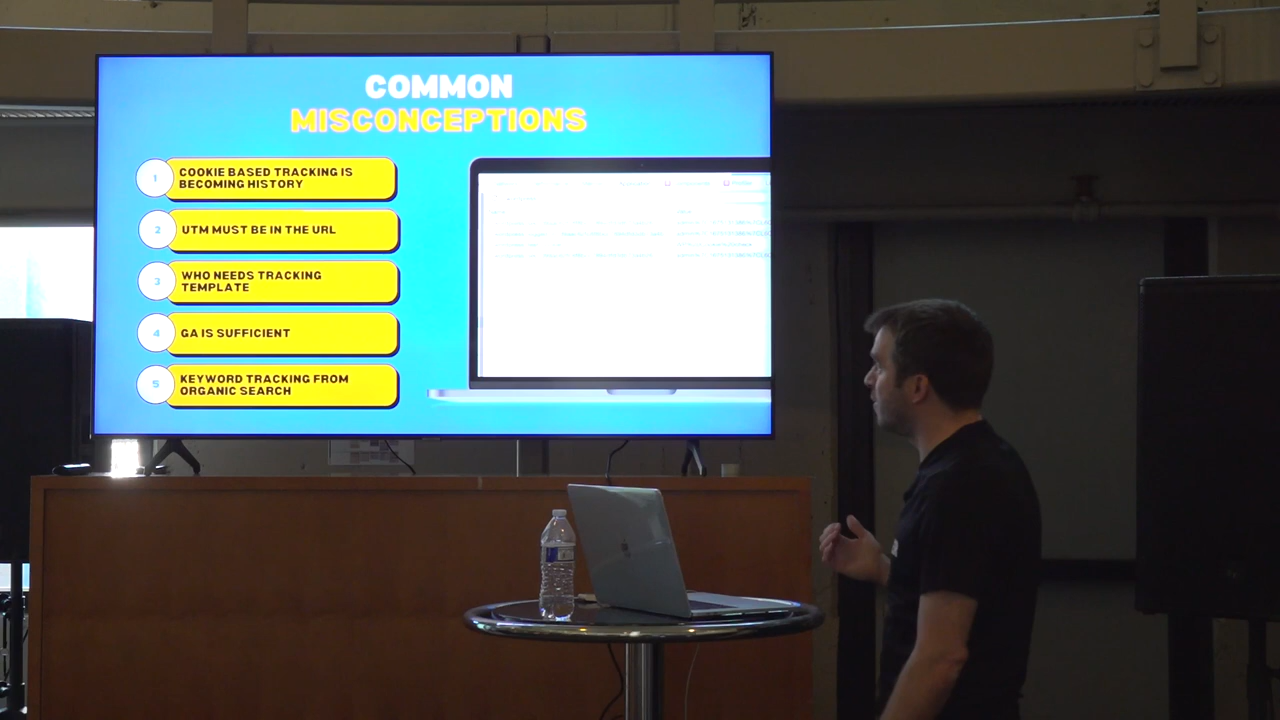 COMMON
MISCONCEPTIONS
1
COOKIE BASED TRACKING IS
BECOMING HISTORY
2
UTM MUST BE IN THE URL
3
WHO NEEDS TRACKING
TEMPLATE
4
GA IS SUFFICIENT
5
KEYWORD TRACKING FROM
ORGANIC SEARCH